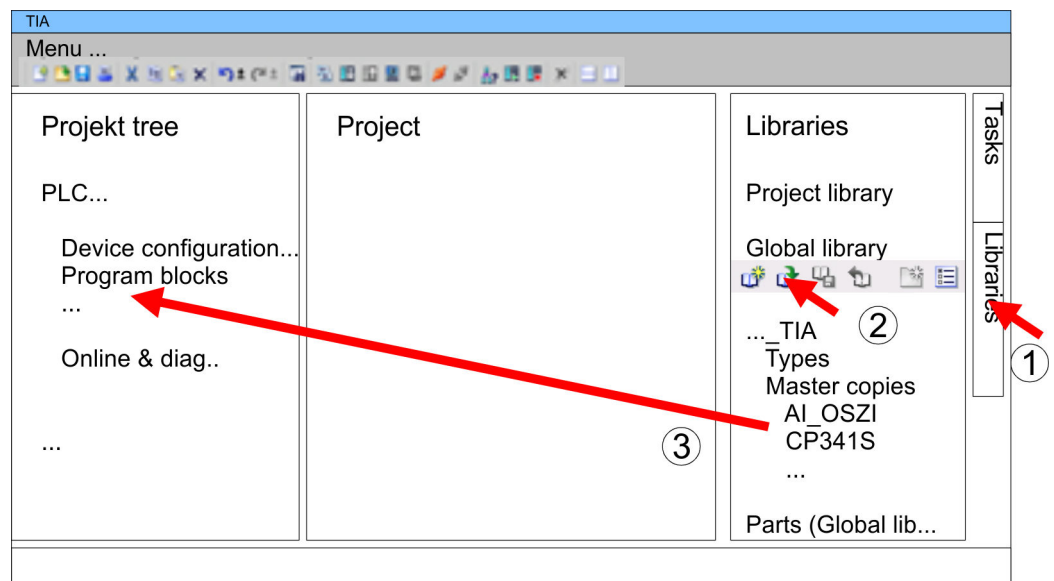 TIA
Menu ...
Projekt tree
PLC...
Device configuration...
Program blocks
...
Online & diag..
...
Project
③
Libraries
Project library
Global library
②
..._TIA
Types
Master copies
AI_OSZI
CP341S
...
Parts (Global lib...
Tasks
Libraries
①